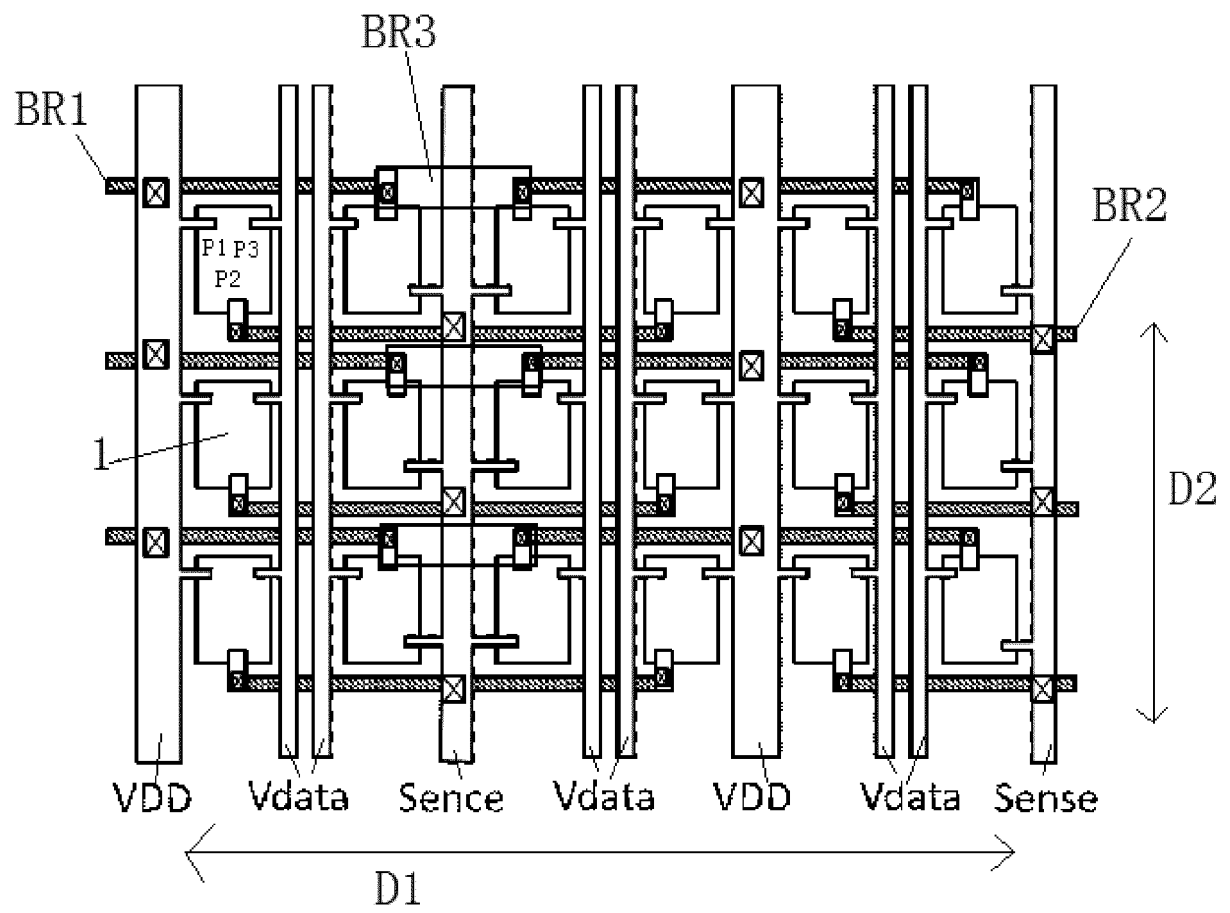 BR3
BR1
BR2
P1 P3
P2
1
D2
VDD Vdata Sence Vdata VDD Vdata Sense
D1